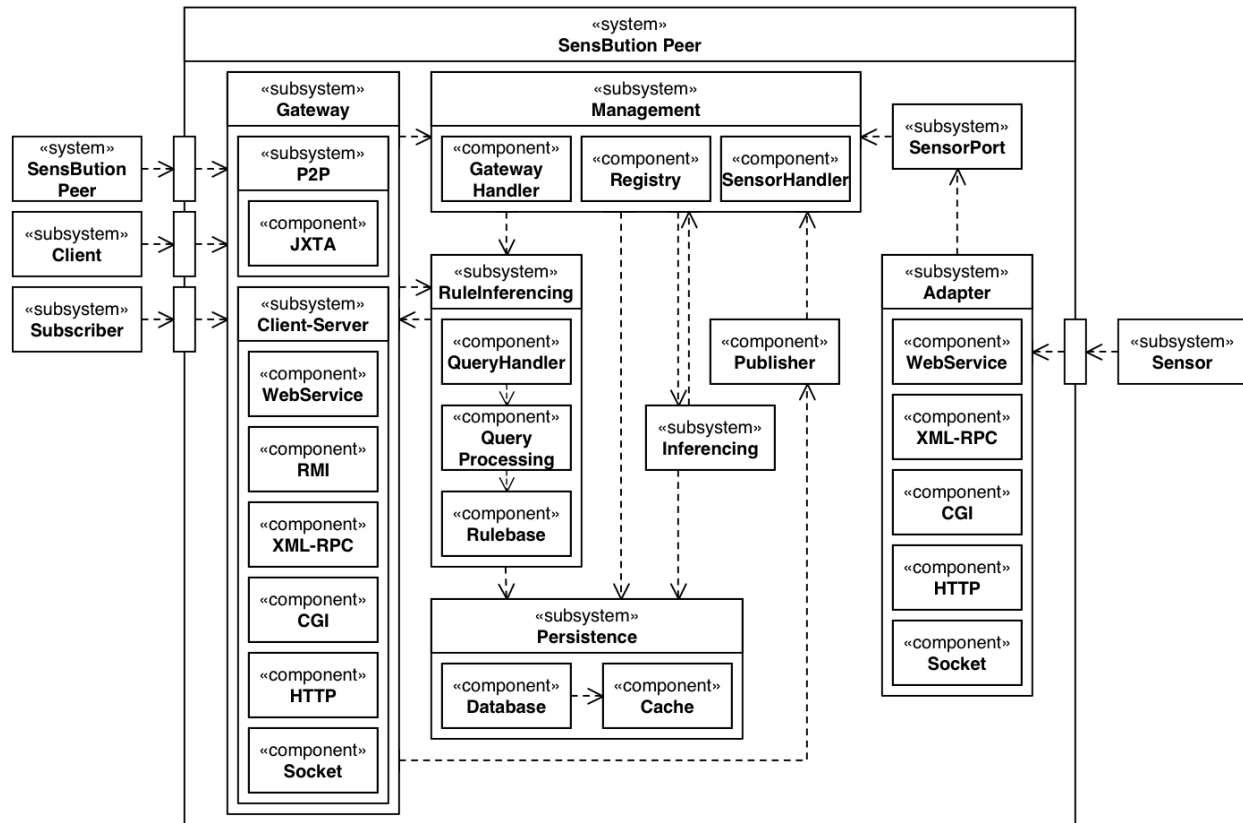 «system»
SensBution Peer
«subsystem»
Gateway
«subsystem»
P2P
«component»
JXTA
«subsystem»
Client-Server
«component»
WebService
«component»
RMI
«component»
XML-RPC
«component»
CGI
«component»
HTTP
«component»
Socket
«system»
SensBution
Peer
«subsystem»
Client
«subsystem»
Subscriber
«subsystem»
Management
«component»
Gateway
Handler
«component»
Registry
«component»
SensorHandler
«subsystem»
RuleInferencing
«component»
QueryHandler
«component»
Query
Processing
«component»
Rulebase
«component»
Publisher
«subsystem»
Inferencing
«subsystem»
Persistence
«component»
Database
«component»
Cache
«subsystem»
SensorPort
«subsystem»
Adapter
«component»
WebService
«component»
XML-RPC
«component»
CGI
«component»
HTTP
«component»
Socket
«subsystem»
Sensor